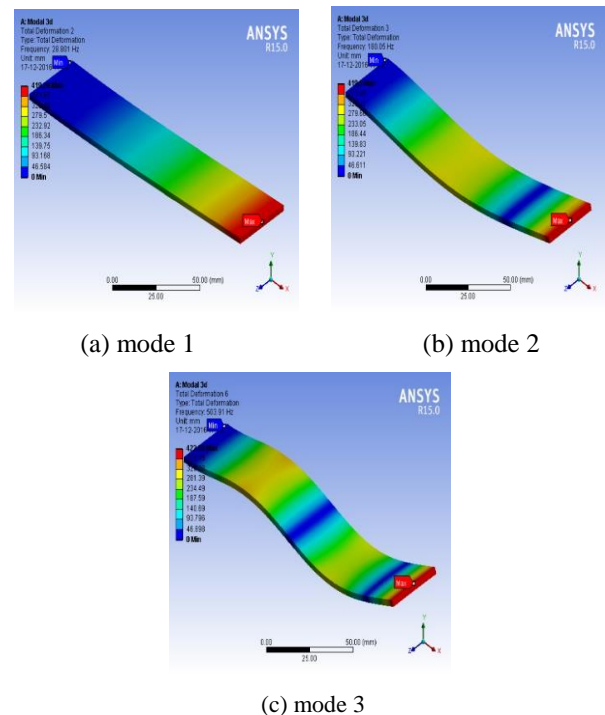 A: Modal 3d
Total Deformation 2
Type: Total Deformation
Frequency: 28.801 Hz
Unit: mm
17-12-2016
279.5
232.92
186.34
139.75
93.168
46.584
0 Min
Min
Max
ANSYS
R15.0
0.00 50.00 (mm)
25.00
Y
Z X
(a) mode 1
A: Modal 3d
Total Deformation 3
Type: Total Deformation
Unit: mm
17-12-2016
233.05
186.44
139.83
93.221
46.611
0 Min
Min
Max
ANSYS
R15.0
0.00 50.00 (mm)
25.00
Y
Z X
(b) mode 2
A: Modal 3d
Total Deformation 6
Type: Total Deformation
Frequency: 503.91 Hz
Unit: mm
17-12-2016
281.39
234.49
187.59
140.69
93.796
46.898
0 Min
Min
Max
ANSYS
R15.0
0.00 50.00 (mm)
25.00
Y
Z X
(c) mode 3